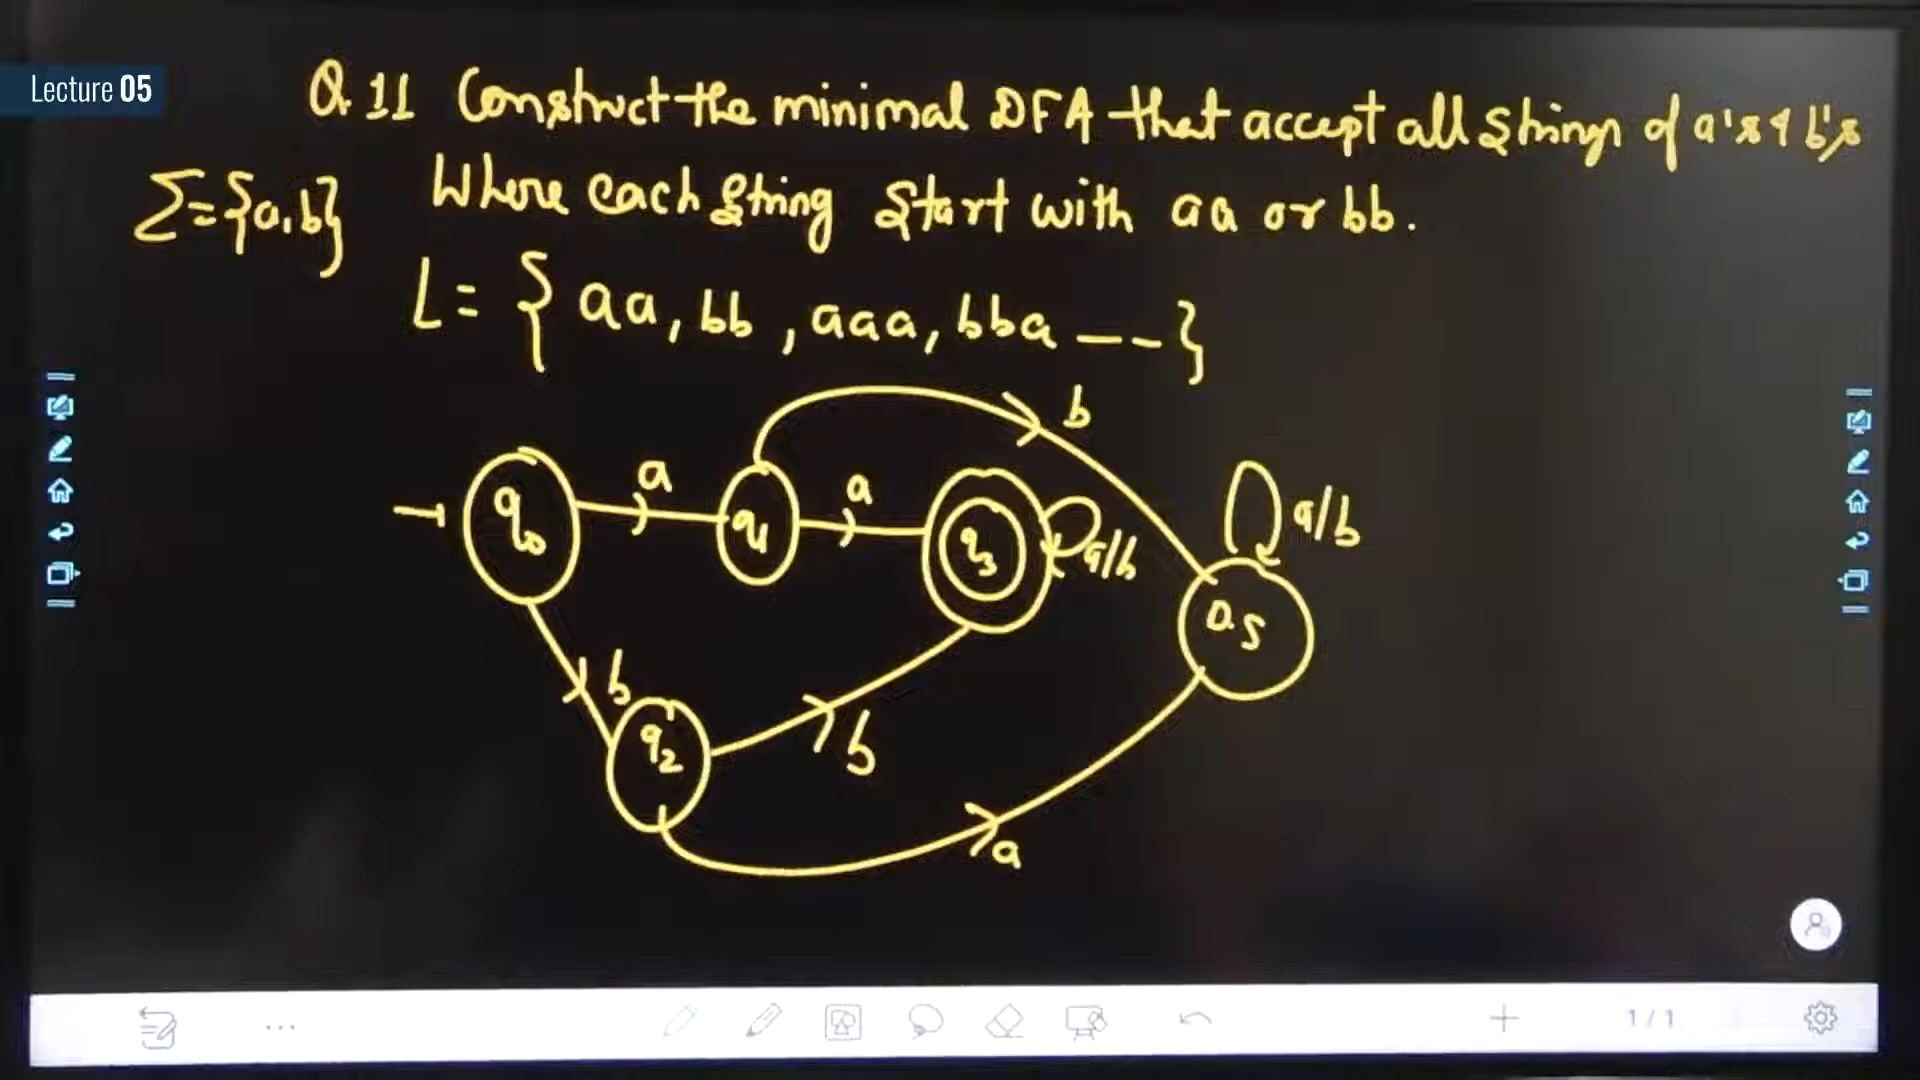 Lecture 05
Q.11 Construct the minimal DFA that accept all strings of a's & b's
Σ={a,b} Where each string start with aa or bb.
L= { aa, bb, aaa, bba --- }
b
a a a/b
q0 q1 q3 a/b
D.S
b
q2 b
a
1/1